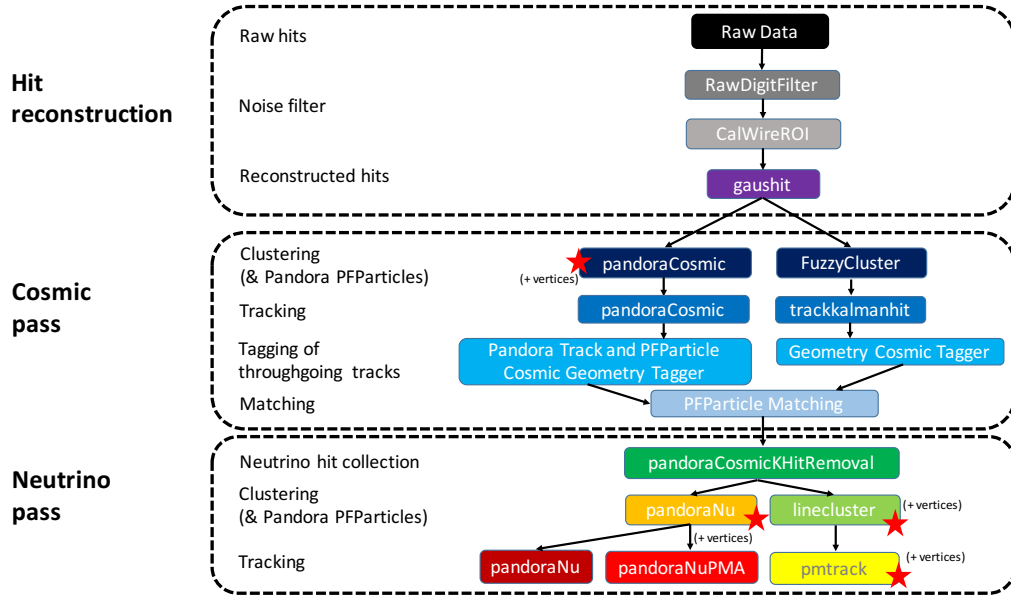 Hit
reconstruction
Raw hits
Raw Data
RawDigitFilter
Noise filter
CalWireROI
Reconstructed hits
gaushit
Cosmic
pass
Clustering
(& Pandora PFParticles)
(+ vertices)
pandoraCosmic
FuzzyCluster
Tracking
pandoraCosmic
trackkalmanhit
Tagging of
throughgoing tracks
Pandora Track and PFParticle
Cosmic Geometry Tagger
Geometry Cosmic Tagger
Matching
PFParticle Matching
Neutrino
pass
Neutrino hit collection
pandoraCosmicKHitRemoval
Clustering
(& Pandora PFParticles)
pandoraNu
(+ vertices)
linecluster
(+ vertices)
Tracking
pandoraNu
pandoraNuPMA
pmtrack
(+ vertices)